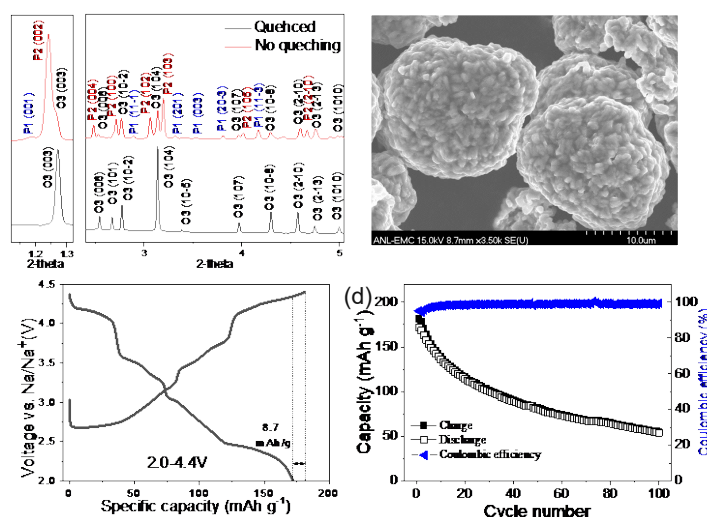 Quehced
No queching
P1 (001)
P2 (002)
O3 (003)
P2 (004)
O3 (006)
P2 (100)
O3 (10-2)
P1 (11-1)
P2 (102)
O3 (104)
P2 (103)
P1 (201)
P1 (003)
P1 (20-3)
O3 (107)
P2 (106)
P1 (11-3)
O3 (10-8)
O3 (2-10)
P2 (2-10)
O3 (2-13)
O3 (1010)
O3 (003)
O3 (006)
O3 (101)
O3 (10-2)
O3 (104)
O3 (10-5)
O3 (107)
O3 (10-8)
O3 (2-10)
O3 (2-13)
O3 (1010)
1.2 1.3
2-theta
3 4 5
2-theta
ANL-EMC 15.0kV 8.7mm x3.50k SE(U)
10.0um
Voltage vs. Na/Na+ (V)
4.5
4.0
3.5
3.0
2.5
2.0
8.7
mAh/g
2.0-4.4V
0 50 100 150 200
Specific capacity (mAh g-1)
(d)
Capacity (mAh g-1)
200
150
100
50
0
Charge
Discharge
Coulombic efficiency
100
80
60
40
20
0
Coulombic efficiency (%)
0 20 40 60 80 100
Cycle number